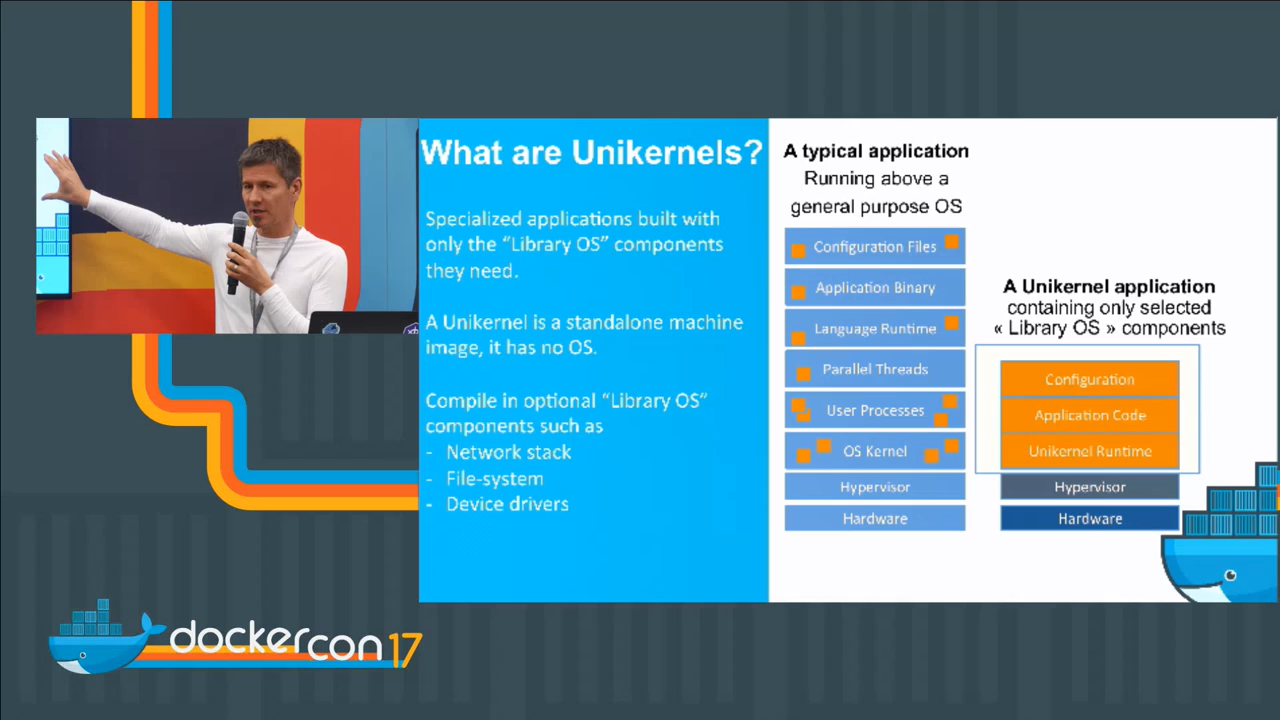 What are Unikernels?
Specialized applications built with
only the “Library OS” components
they need.
A Unikernel is a standalone machine
image, it has no OS.
Compile in optional “Library OS”
components such as
- Network stack
- File-system
- Device drivers
A typical application
Running above a
general purpose OS
Configuration Files
Application Binary
Language Runtime
Parallel Threads
User Processes
OS Kernel
Hypervisor
Hardware
A Unikernel application
containing only selected
« Library OS » components
Configuration
Application Code
Unikernel Runtime
Hypervisor
Hardware
dockercon 17